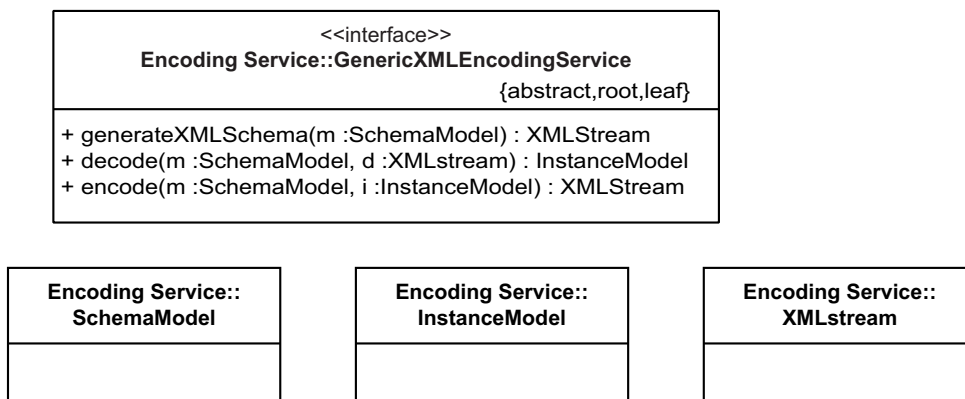 <<interface>>
Encoding Service::GenericXMLEncodingService
{abstract,root,leaf}
+ generateXMLSchema(m :SchemaModel) : XMLStream
+ decode(m :SchemaModel, d :XMLstream) : InstanceModel
+ encode(m :SchemaModel, i :InstanceModel) : XMLStream
Encoding Service::
SchemaModel
Encoding Service::
InstanceModel
Encoding Service::
XMLstream